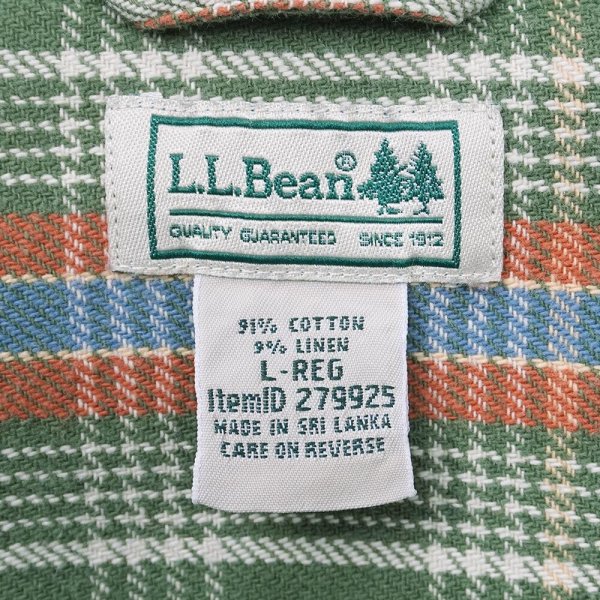 L.L.Bean®
QUALITY GUARANTEED SINCE 1912
91% COTTON
9% LINEN
L-REG
ItemID 279925
MADE IN SRI LANKA
CARE ON REVERSE